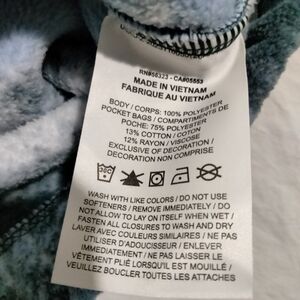 RN#56323 - CA#05553
MADE IN VIETNAM
FABRIQUE AU VIETNAM
BODY / CORPS: 100% POLYESTER
POCKET BAGS / COMPARTIMENTS DE
POCHE: 75% POLYESTER
13% COTTON / COTON
12% RAYON / VISCOSE
EXCLUSIVE OF DECORATION /
DECORATION NON COMPRISE
30C
WASH WITH LIKE COLORS / DO NOT USE
SOFTENERS / REMOVE IMMEDIATELY / DO
NOT ALLOW TO LAY ON ITSELF WHEN WET /
FASTEN ALL CLOSURES TO WASH AND DRY
LAVER AVEC COULEURS SIMILAIRES / NE PAS
UTILISER D'ADOUCISSEUR / ENLEVER
IMMÉDIATEMENT / NE PAS LAISSER LE
VÊTEMENT PLIÉ LORSQU'IL EST MOUILLÉ /
VEUILLEZ BOUCLER TOUTES LES ATTACHES